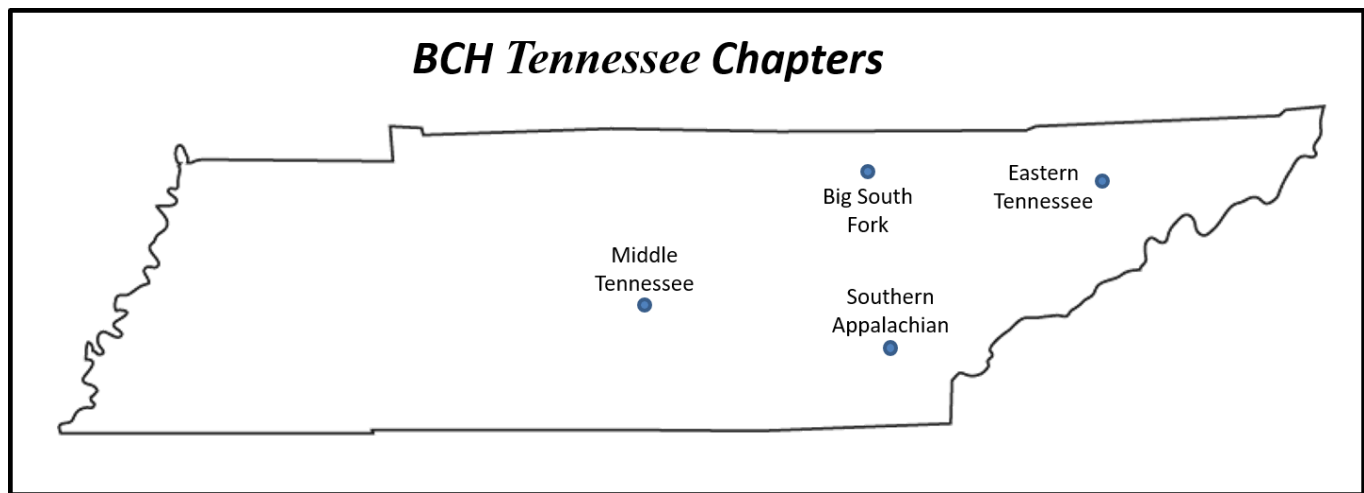 BCH Tennessee Chapters
Big South
Fork
Eastern
Tennessee
Middle
Tennessee
Southern
Appalachian